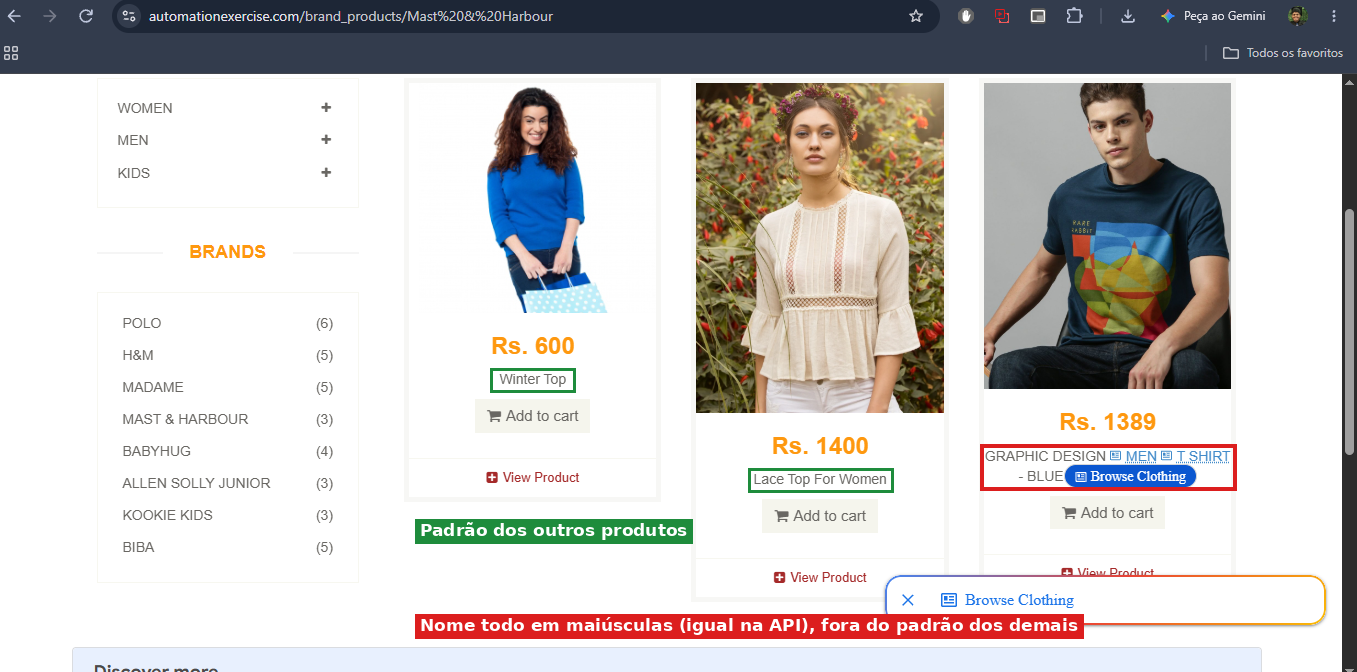 automationexercise.com/brand_products/Mast%20&%20Harbour
Peça ao Gemini
Todos os favoritos
WOMEN +
MEN +
KIDS +
BRANDS
POLO (6)
H&M (5)
MADAME (5)
MAST & HARBOUR (3)
BABYHUG (4)
ALLEN SOLLY JUNIOR (3)
KOOKIE KIDS (3)
BIBA (5)
Rs. 600
Winter Top
Add to cart
View Product
Rs. 1400
Lace Top For Women
Add to cart
View Product
RARE
RABBIT
Rs. 1389
GRAPHIC DESIGN MEN T SHIRT
- BLUE Browse Clothing
Add to cart
View Product
Padrão dos outros produtos
Browse Clothing
Nome todo em maiúsculas (igual na API), fora do padrão dos demais
Discover more